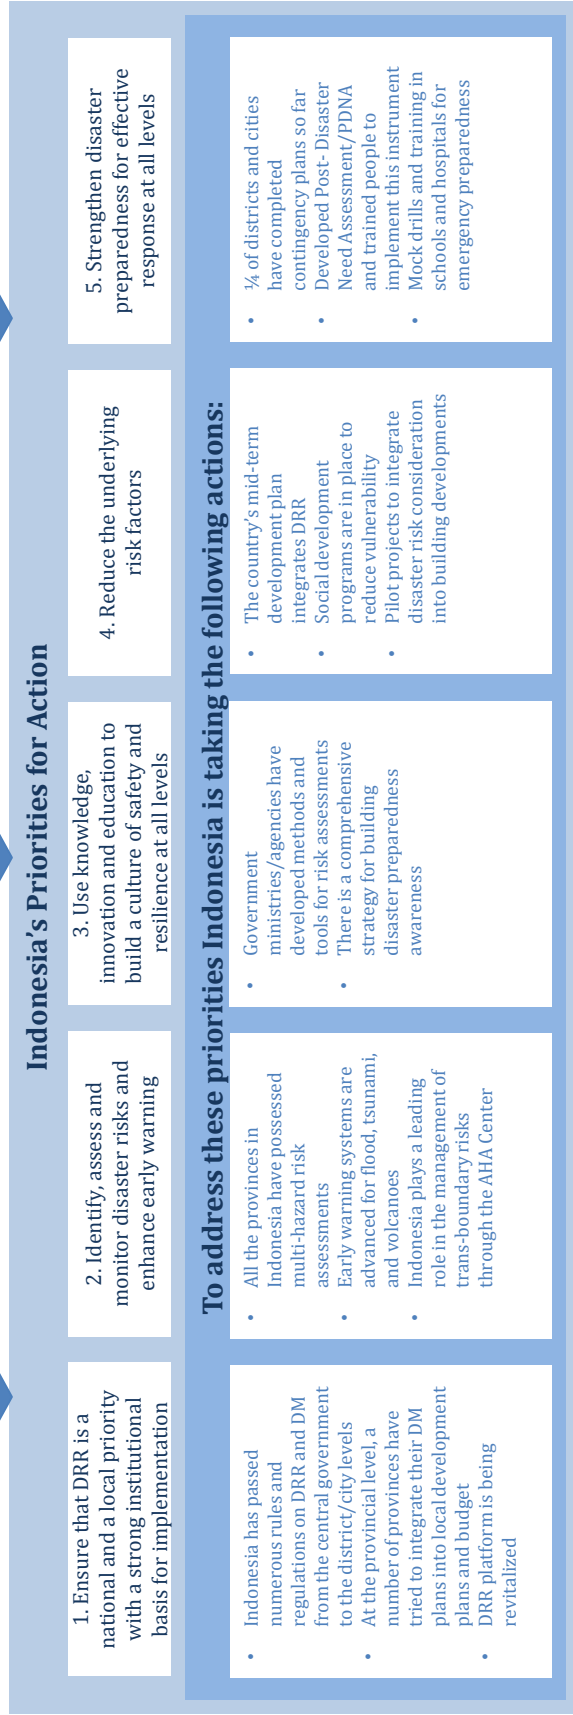 Indonesia's Priorities for Action
1. Ensure that DRR is a
national and a local priority
with a strong institutional
basis for implementation
2. Identify, assess and
monitor disaster risks and
enhance early warning
3. Use knowledge,
innovation and education to
build a culture of safety and
resilience at all levels
4. Reduce the underlying
risk factors
5. Strengthen disaster
preparedness for effective
response at all levels
To address these priorities Indonesia is taking the following actions:
• Indonesia has passed
numerous rules and
regulations on DRR and DM
from the central government
to the district/city levels
• At the provincial level, a
number of provinces have
tried to integrate their DM
plans into local development
plans and budget
• DRR platform is being
revitalized
• All the provinces in
Indonesia have possessed
multi-hazard risk
assessments
• Early warning systems are
advanced for flood, tsunami,
and volcanoes
• Indonesia plays a leading
role in the management of
trans-boundary risks
through the AHA Center
• Government
ministries/agencies have
developed methods and
tools for risk assessments
• There is a comprehensive
strategy for building
disaster preparedness
awareness
• The country's mid-term
development plan
integrates DRR
• Social development
programs are in place to
reduce vulnerability
• Pilot projects to integrate
disaster risk consideration
into building developments
• ¼ of districts and cities
have completed
contingency plans so far
• Developed Post- Disaster
Need Assessment/PDNA
and trained people to
implement this instrument
• Mock drills and training in
schools and hospitals for
emergency preparedness